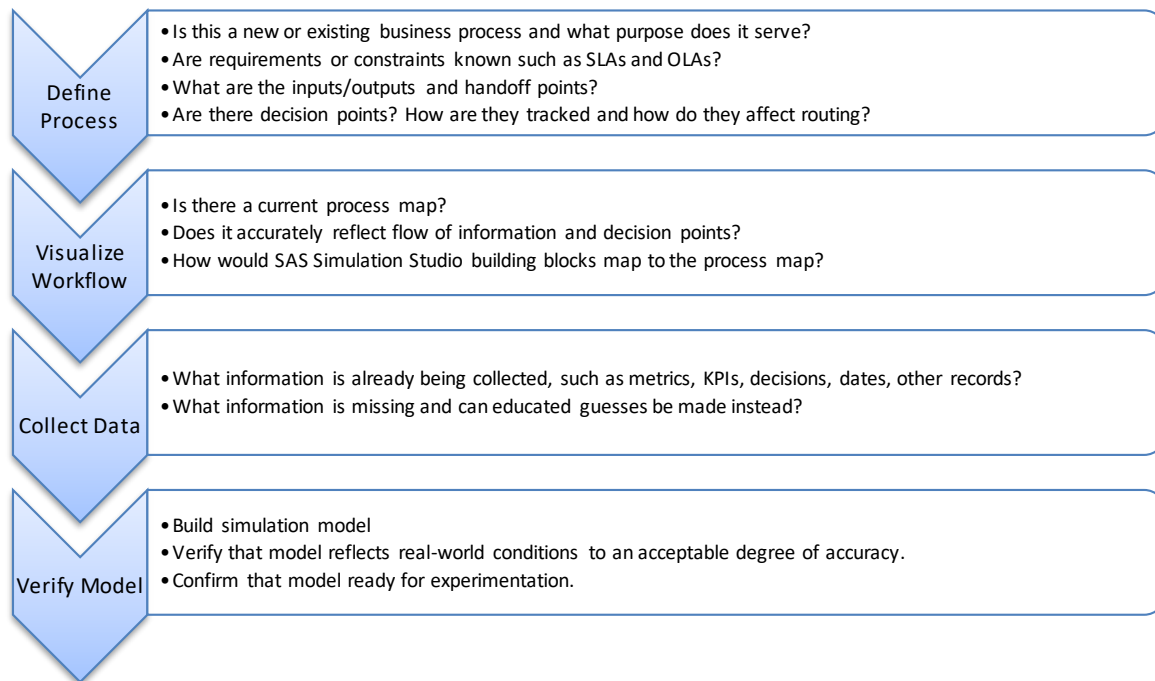 Define
Process
•Is this a new or existing business process and what purpose does it serve?
•Are requirements or constraints known such as SLAs and OLAs?
•What are the inputs/outputs and handoff points?
•Are there decision points? How are they tracked and how do they affect routing?
Visualize
Workflow
•Is there a current process map?
•Does it accurately reflect flow of information and decision points?
•How would SAS Simulation Studio building blocks map to the process map?
Collect Data
•What information is already being collected, such as metrics, KPIs, decisions, dates, other records?
•What information is missing and can educated guesses be made instead?
Verify Model
•Build simulation model
•Verify that model reflects real-world conditions to an acceptable degree of accuracy.
•Confirm that model ready for experimentation.